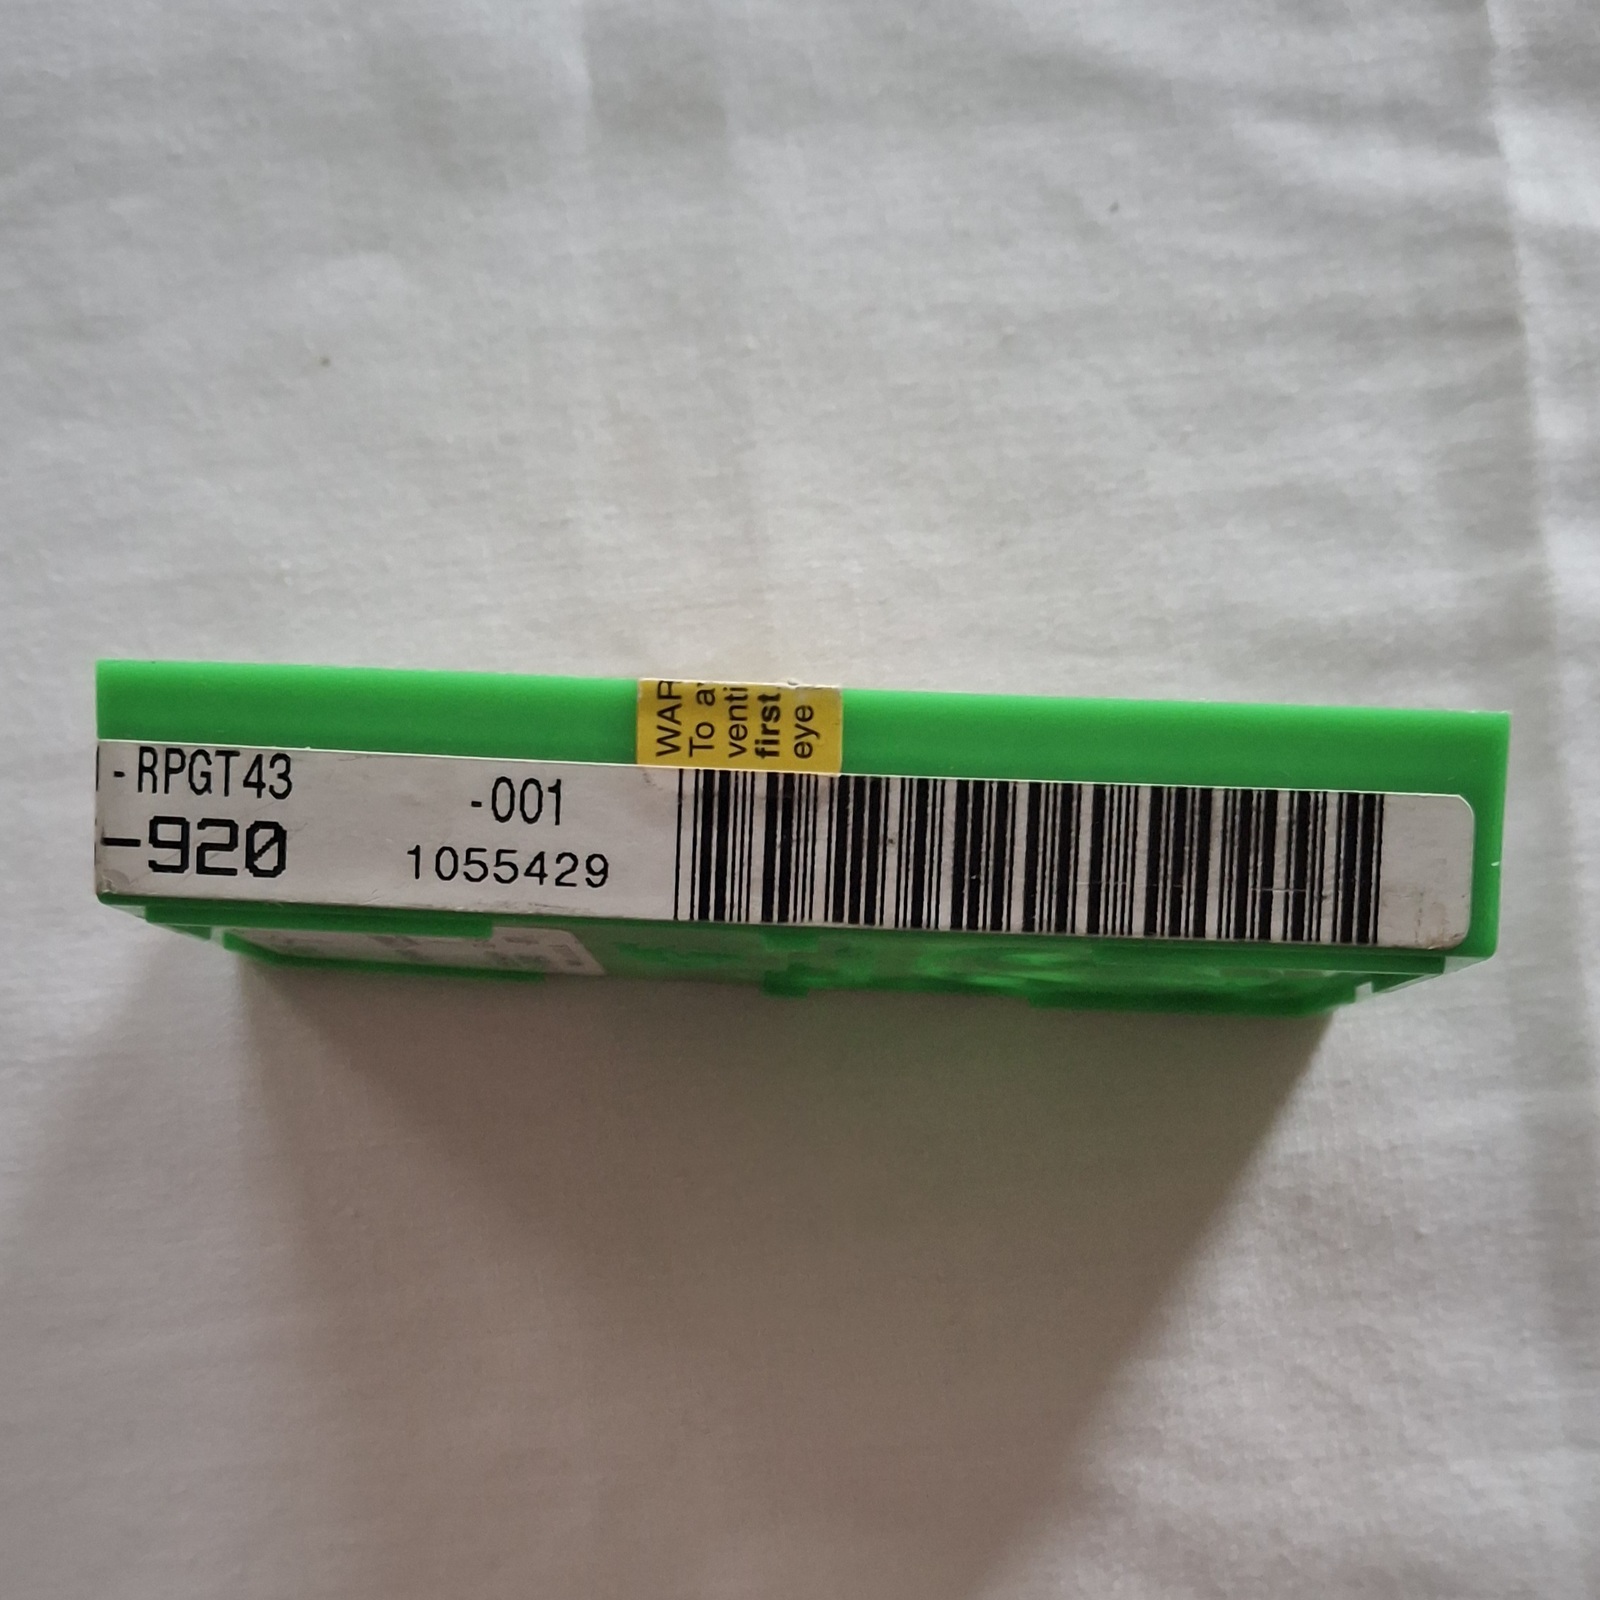 WAR
To a
venti
first
eye
-RPGT43 -001
-920 1055429